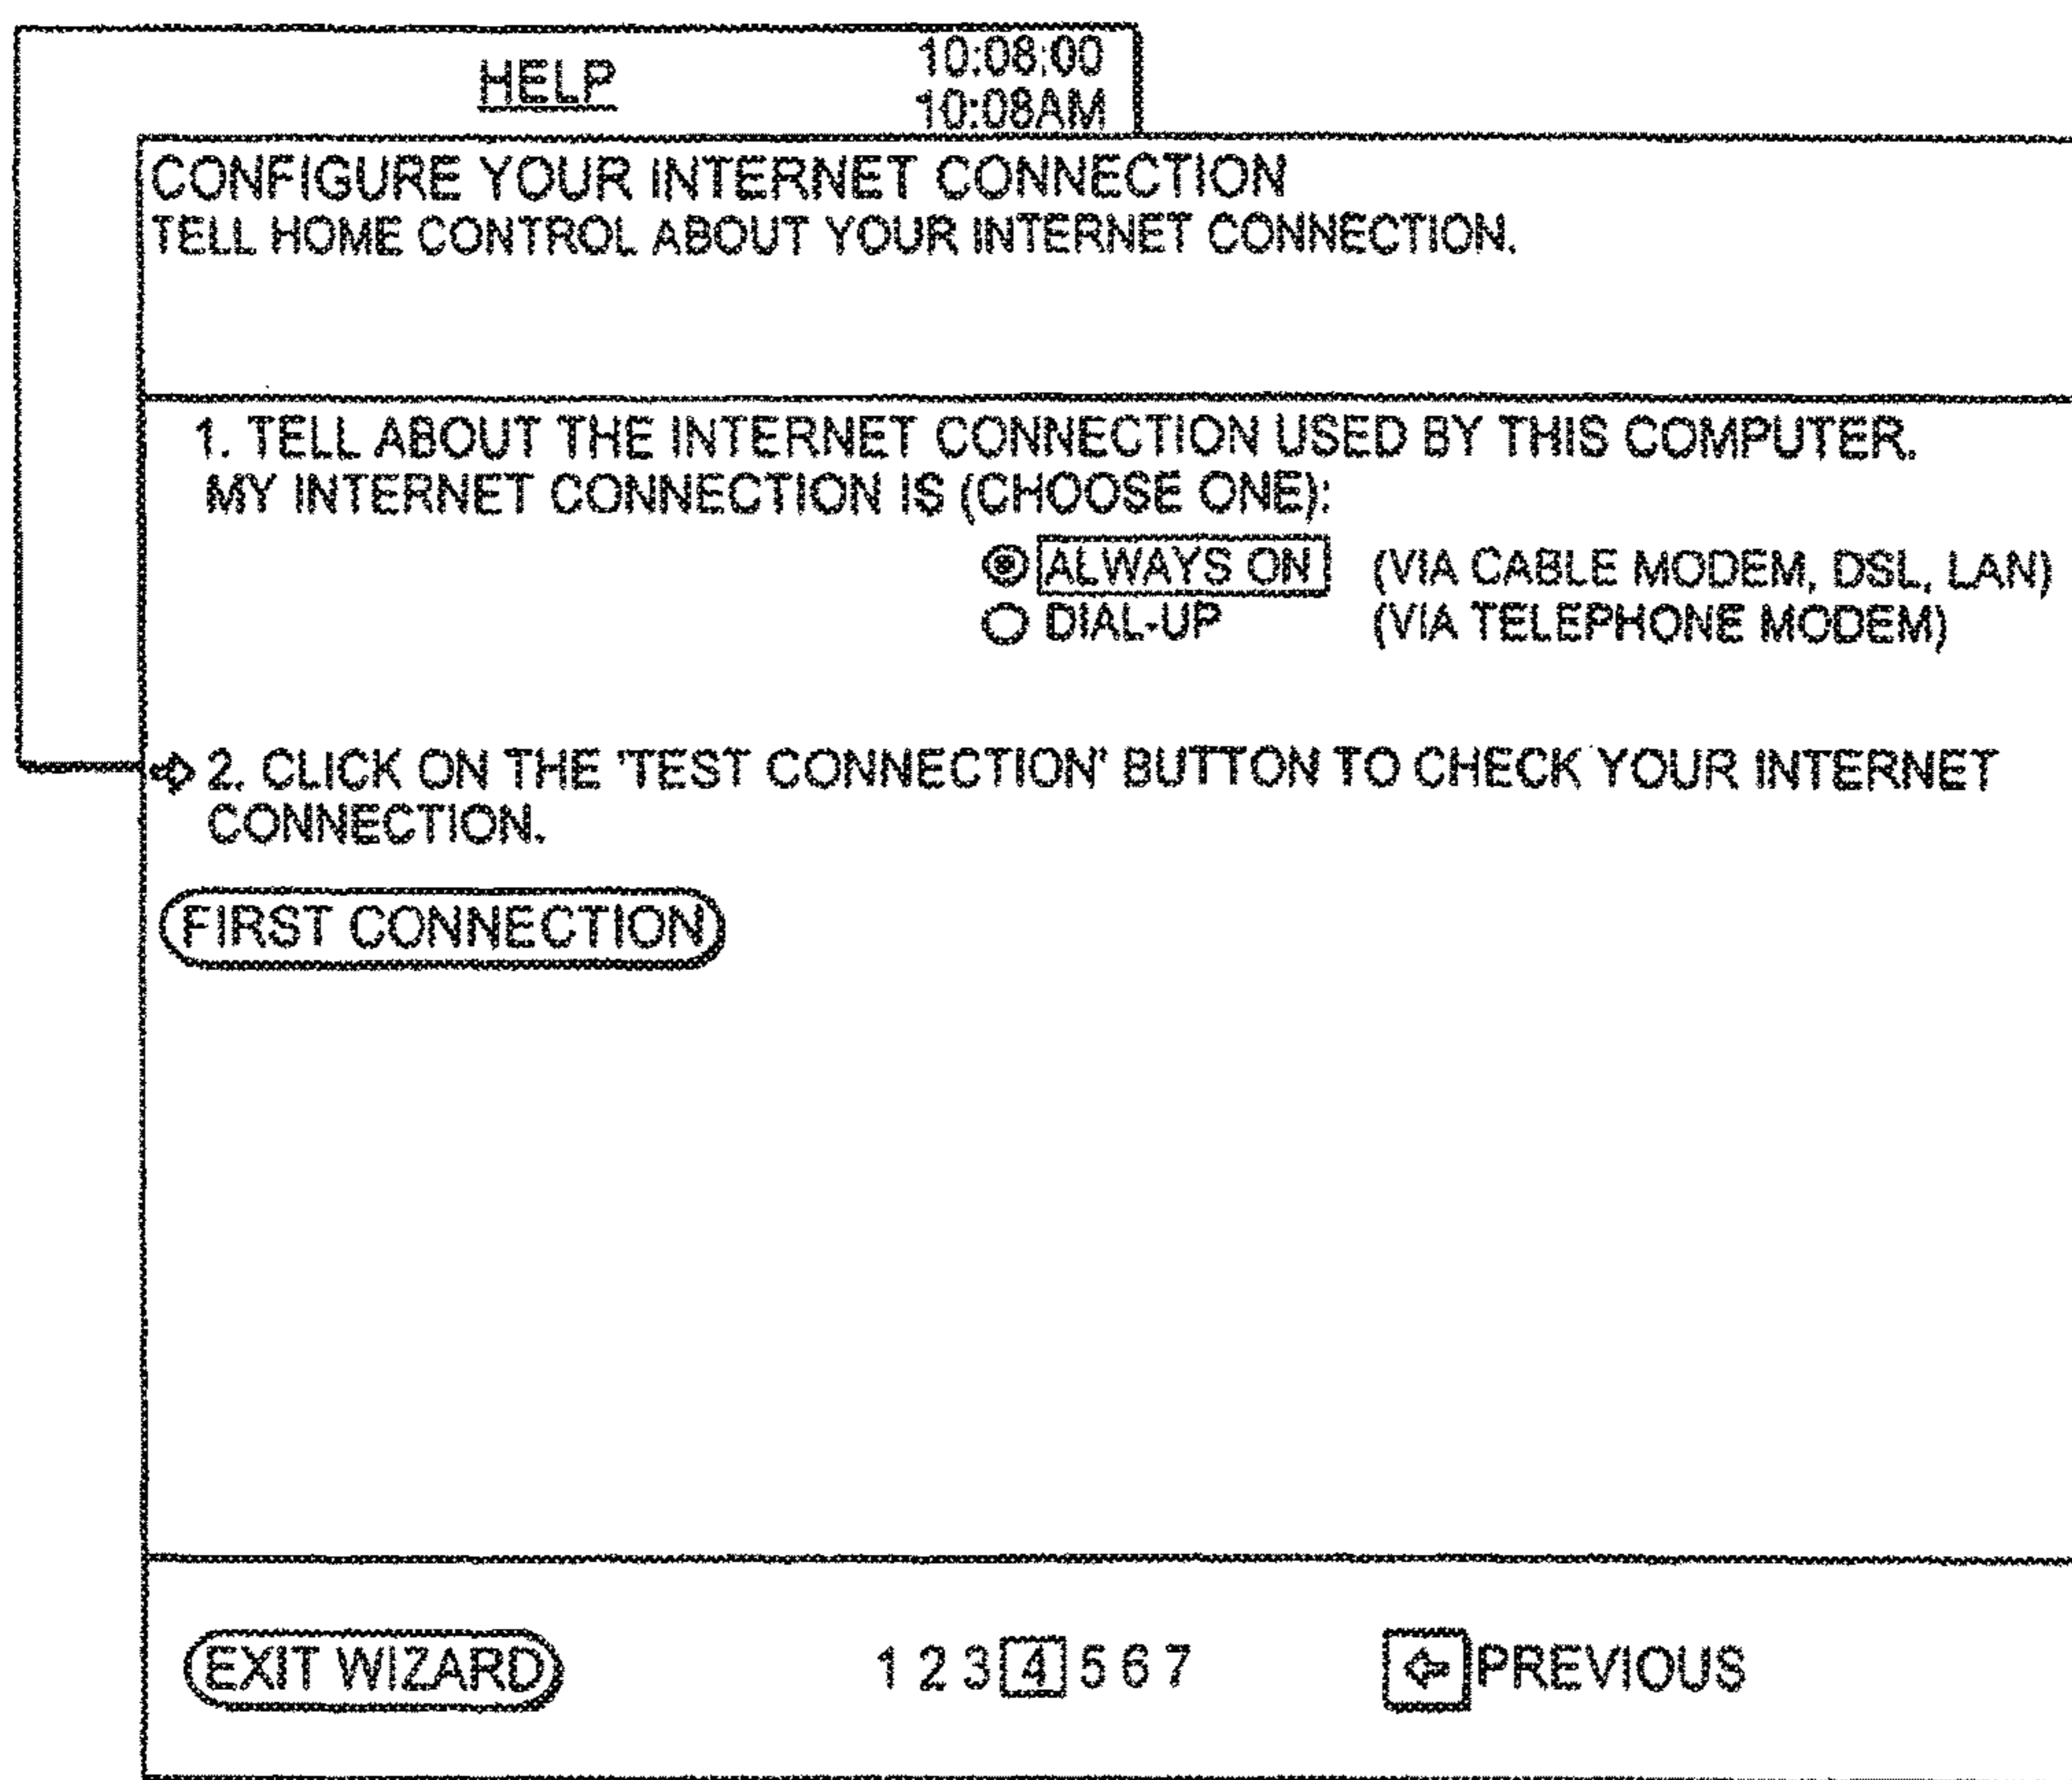 HELP
10:08:00
10:08AM
CONFIGURE YOUR INTERNET CONNECTION
TELL HOME CONTROL ABOUT YOUR INTERNET CONNECTION.
1. TELL ABOUT THE INTERNET CONNECTION USED BY THIS COMPUTER.
MY INTERNET CONNECTION IS (CHOOSE ONE):
ALWAYS ON (VIA CABLE MODEM, DSL, LAN)
DIAL-UP (VIA TELEPHONE MODEM)
2. CLICK ON THE 'TEST CONNECTION' BUTTON TO CHECK YOUR INTERNET
CONNECTION.
FIRST CONNECTION
EXIT WIZARD 1 2 3 4 5 6 7 PREVIOUS